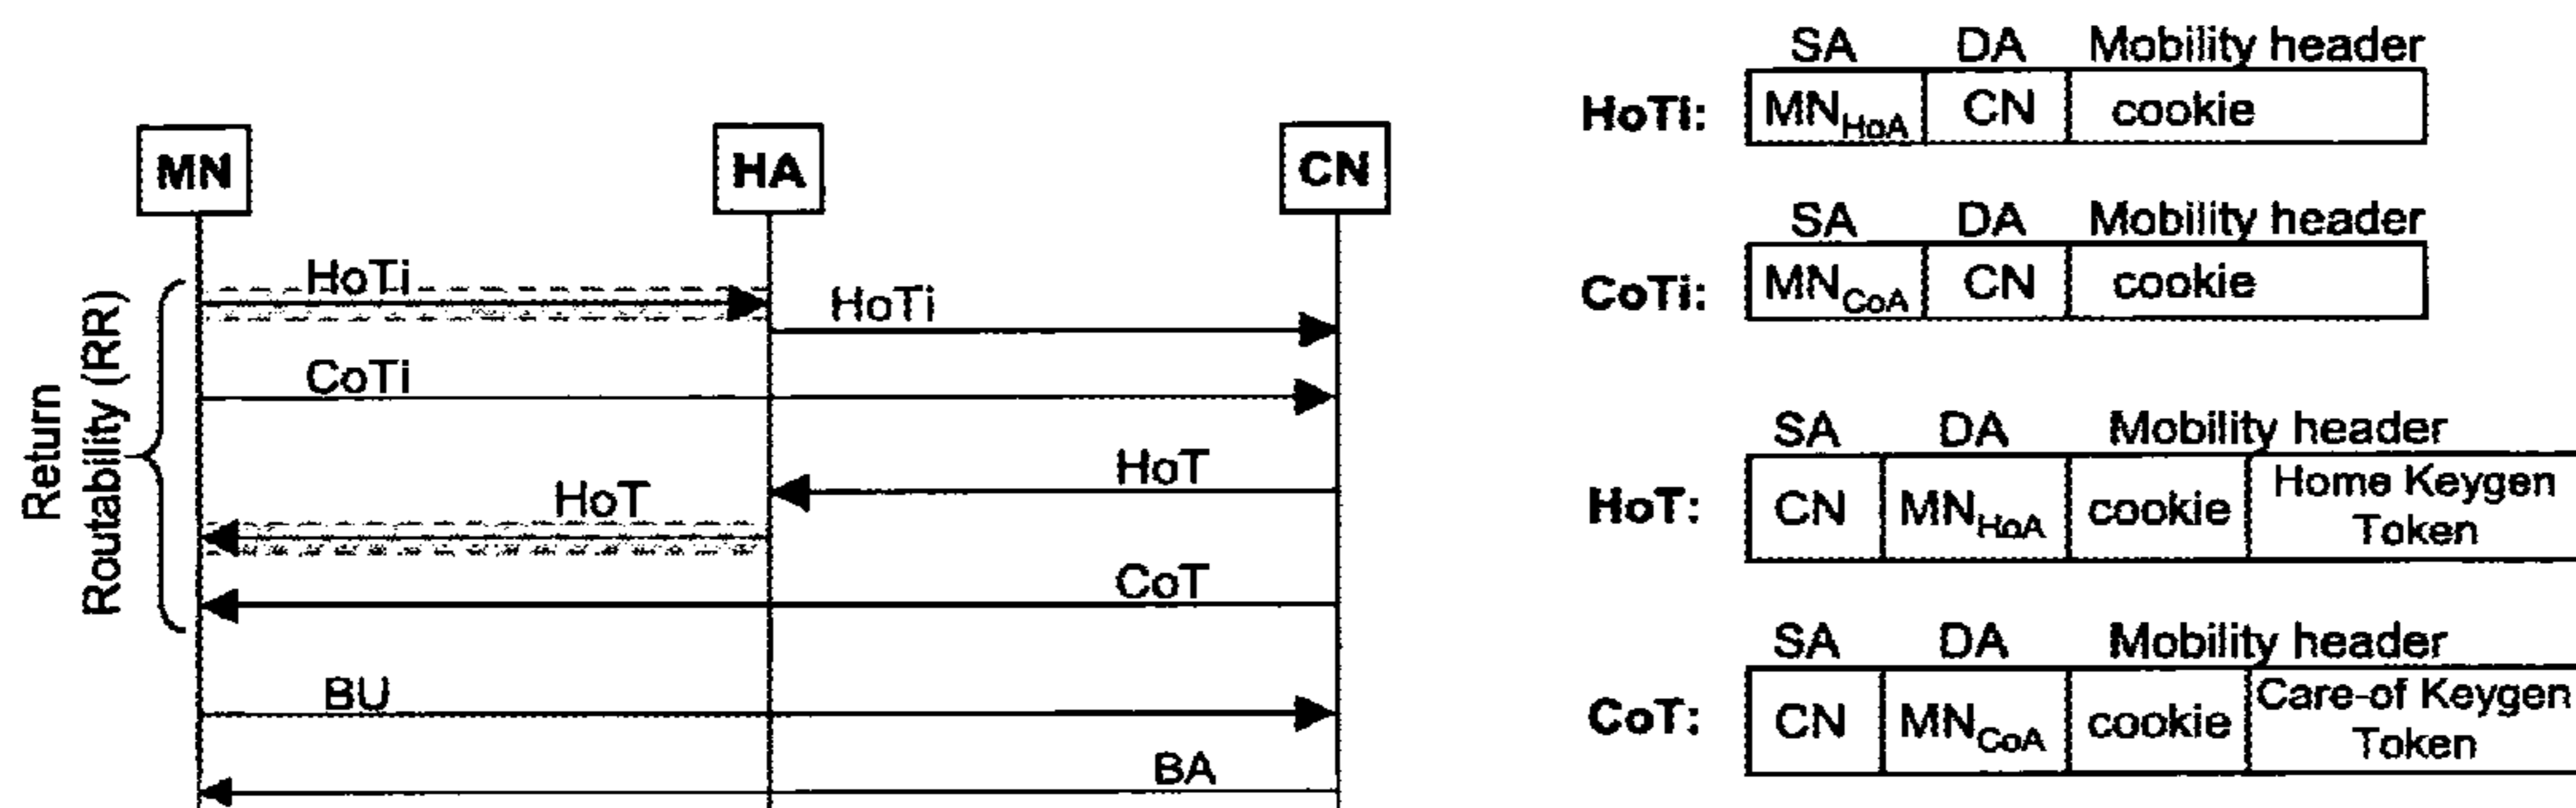 MN
HA
CN
Return
Routability (RR)
HoTi
HoTi
CoTi
HoT
HoT
CoT
BU
BA
SA DA Mobility header
HoTi: MNHoA CN cookie
SA DA Mobility header
CoTi: MNCoA CN cookie
SA DA Mobility header
HoT: CN MNHoA cookie Home Keygen
Token
SA DA Mobility header
CoT: CN MNCoA cookie Care-of Keygen
Token